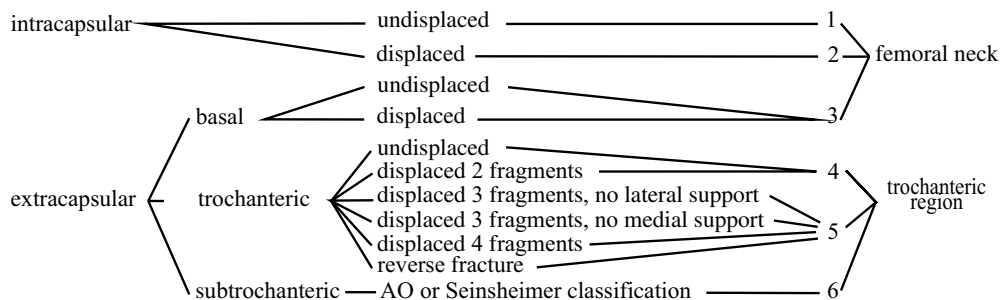 intracapsular undisplaced 1
displaced 2 femoral neck
undisplaced
basal displaced 3
undisplaced
displaced 2 fragments 4
extracapsular trochanteric displaced 3 fragments, no lateral support trochanteric
region
displaced 3 fragments, no medial support
displaced 4 fragments 5
reverse fracture
subtrochanteric AO or Seinsheimer classification 6